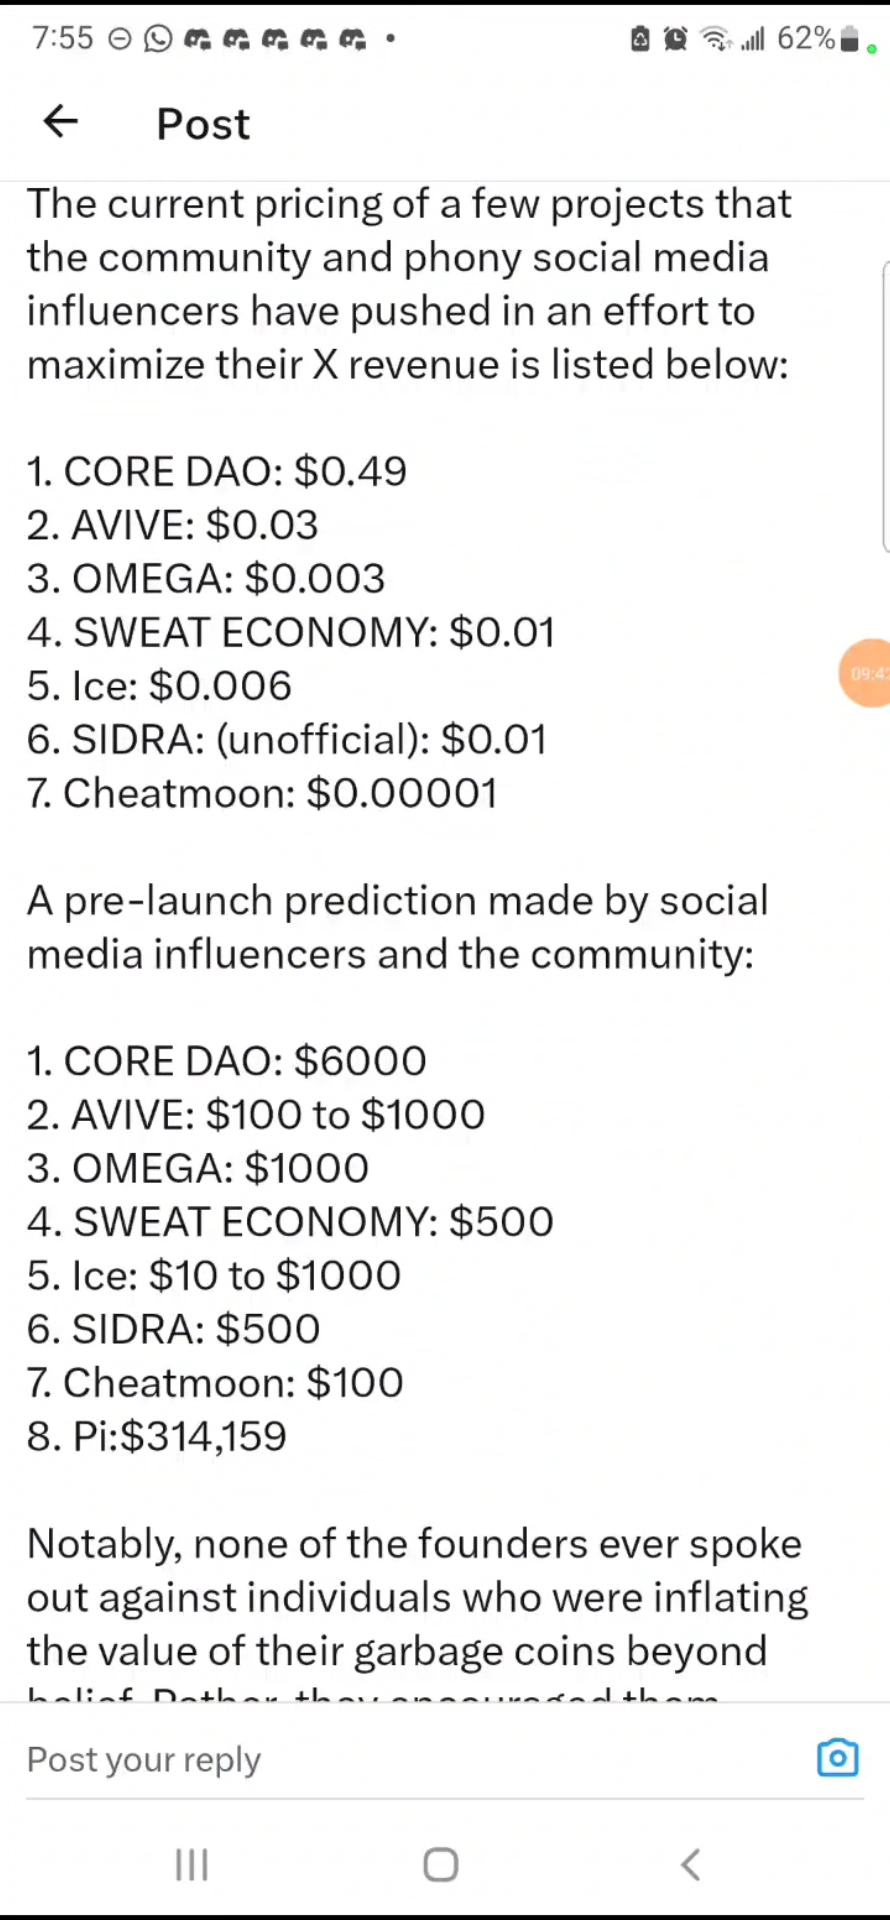 7:55
62%
Post
The current pricing of a few projects that
the community and phony social media
influencers have pushed in an effort to
maximize their X revenue is listed below:
1. CORE DAO: $0.49
2. AVIVE: $0.03
3. OMEGA: $0.003
4. SWEAT ECONOMY: $0.01
5. Ice: $0.006
6. SIDRA: (unofficial): $0.01
7. Cheatmoon: $0.00001
A pre-launch prediction made by social
media influencers and the community:
1. CORE DAO: $6000
2. AVIVE: $100 to $1000
3. OMEGA: $1000
4. SWEAT ECONOMY: $500
5. Ice: $10 to $1000
6. SIDRA: $500
7. Cheatmoon: $100
8. Pi:$314,159
Notably, none of the founders ever spoke
out against individuals who were inflating
the value of their garbage coins beyond
belief. Rather, they encouraged them
Post your reply